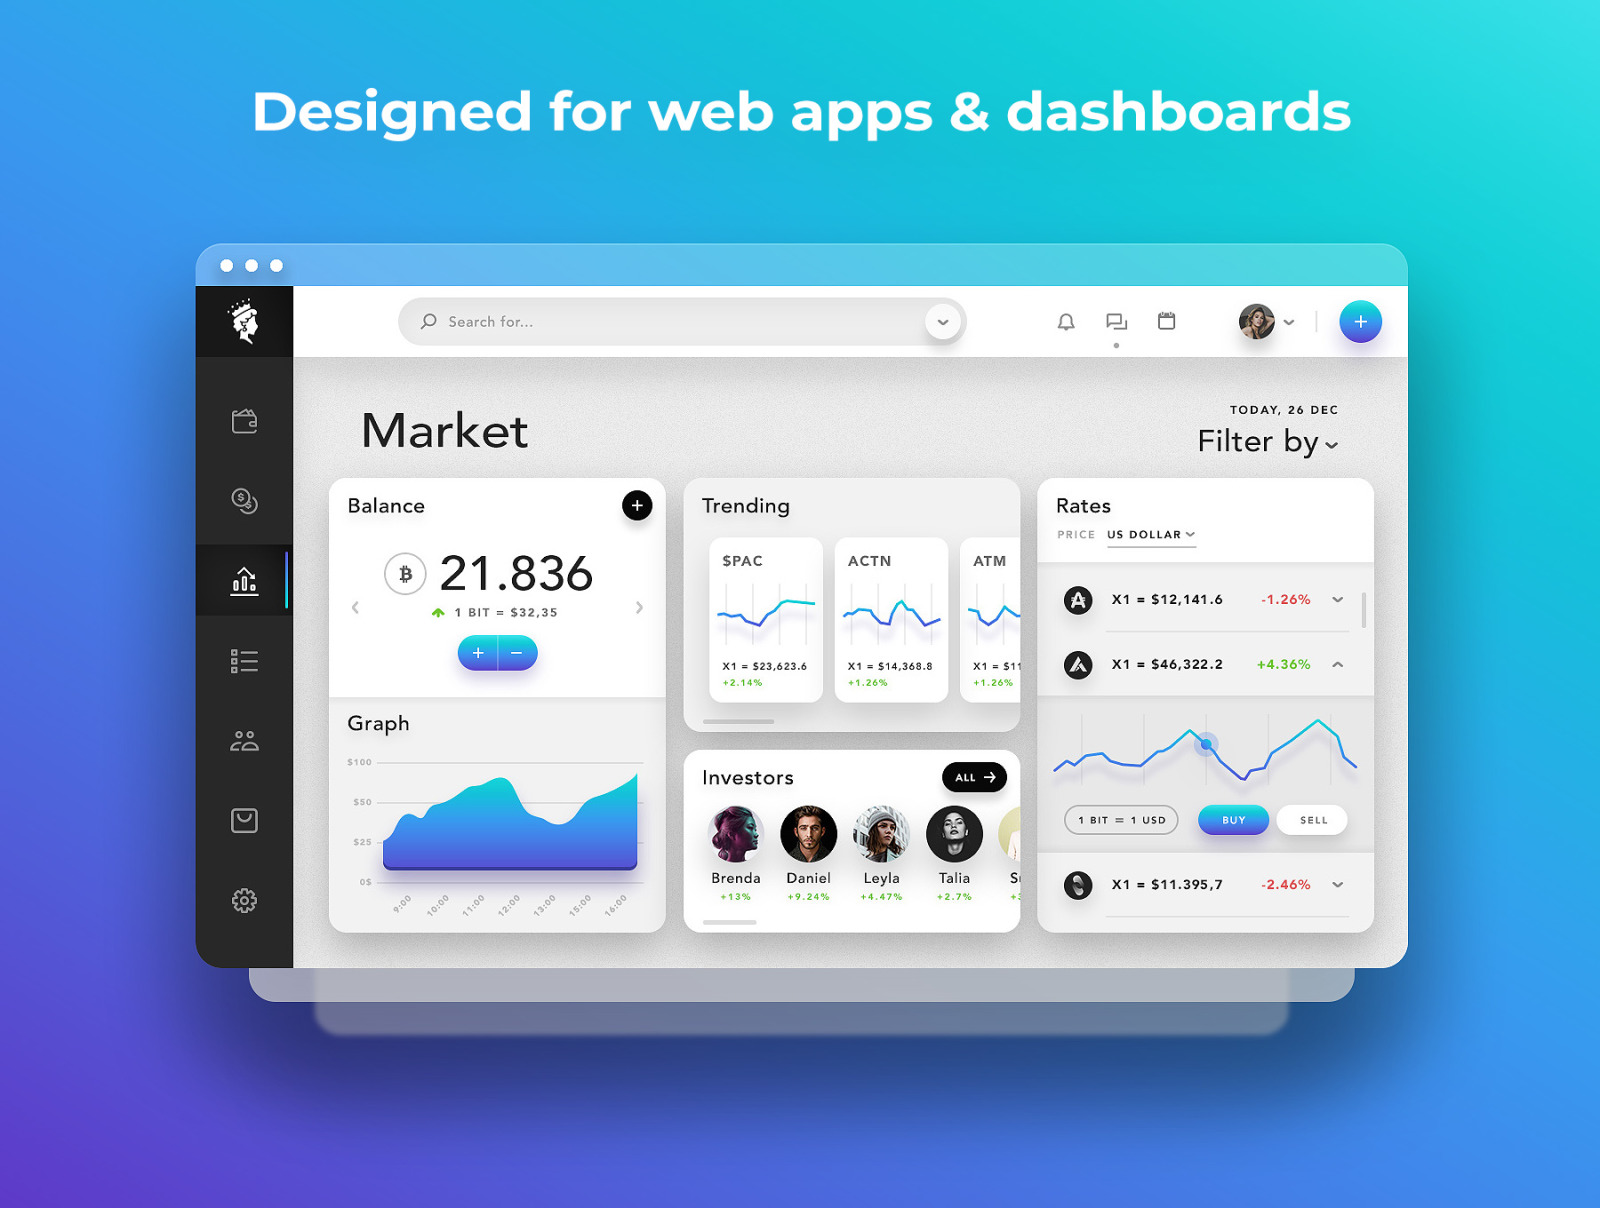 Designed for web apps & dashboards
Search for...
Market
TODAY, 26 DEC
Filter by
Balance
21.836
1 BIT = $32,35
+ −
Graph
$100
$50
$25
0$
9:00 10:00 11:00 12:00 13:00 15:00 16:00
Trending
$PAC ACTN ATM
X1 = $23,623.6 X1 = $14,368.8 X1 = $11
+2.14% +1.26% +1.26%
Investors
ALL →
Brenda Daniel Leyla Talia
+13% +9.24% +4.47% +2.7%
Rates
PRICE US DOLLAR
X1 = $12,141.6 -1.26%
X1 = $46,322.2 +4.36%
1 BIT = 1 USD BUY SELL
X1 = $11.395,7 -2.46%